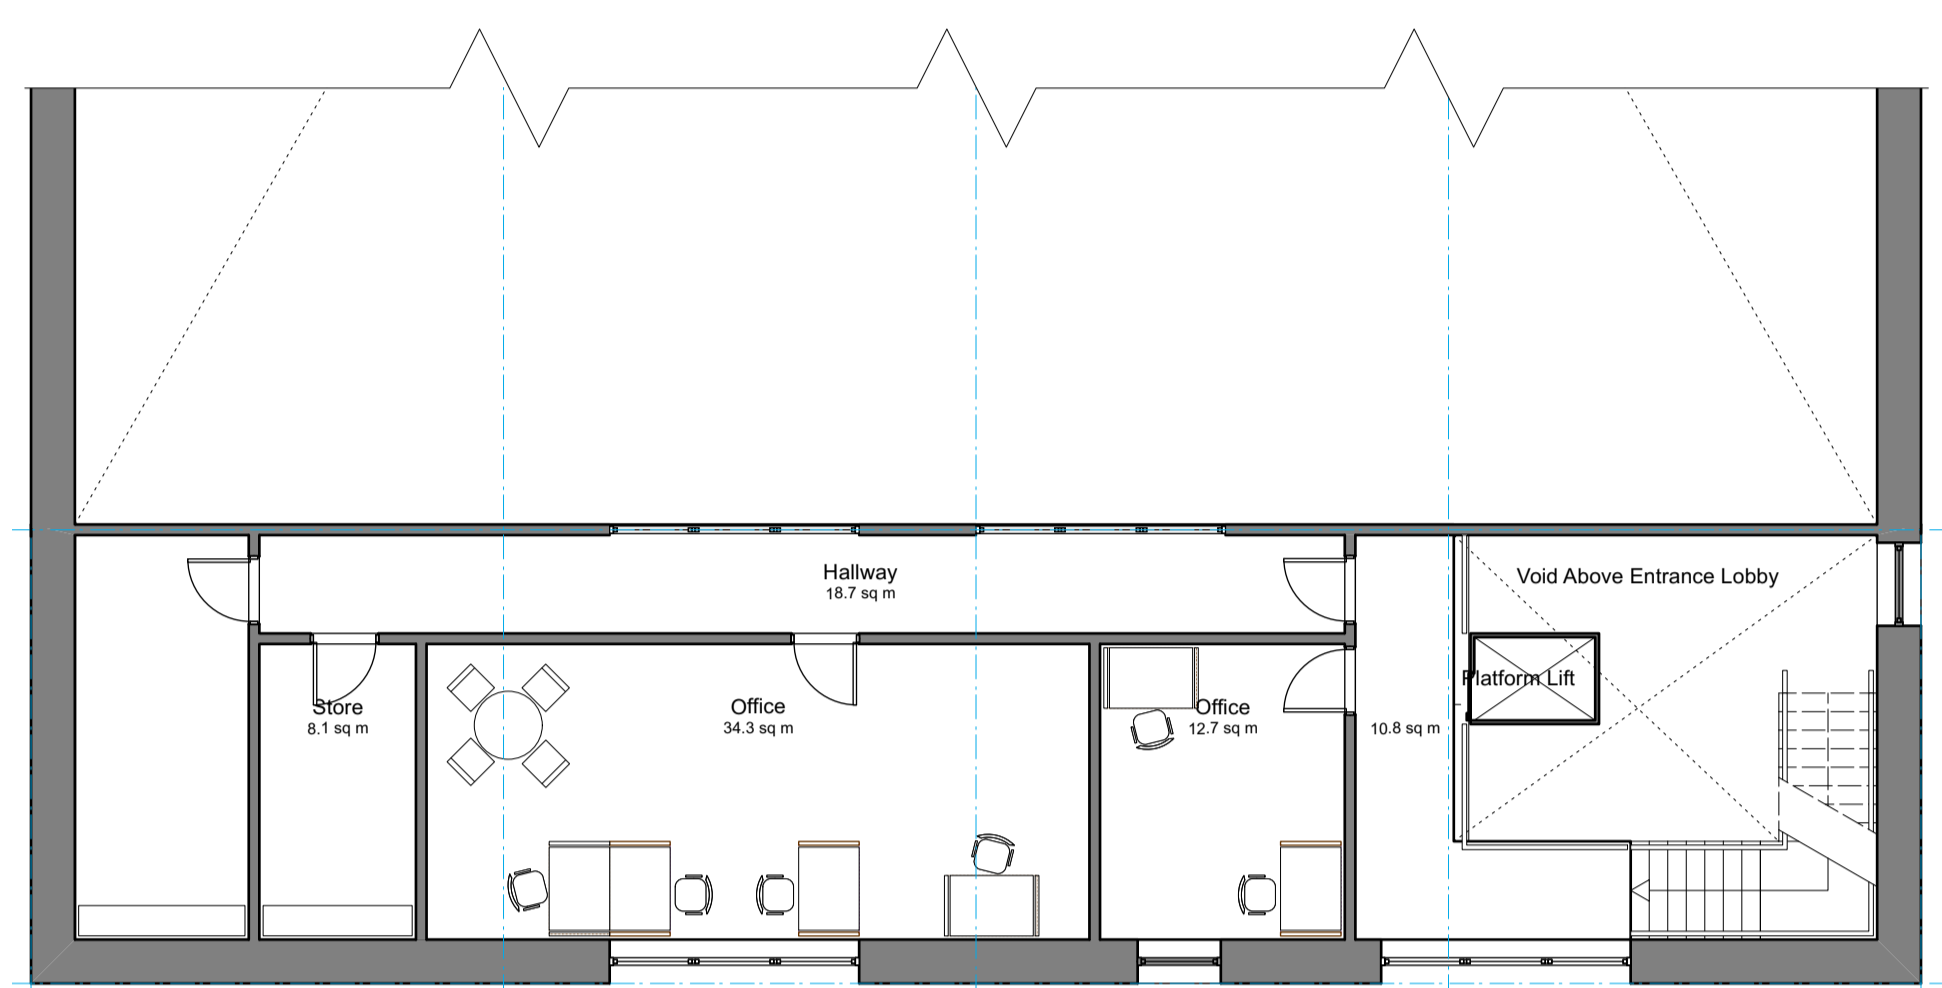 Hallway
18.7 sq m
Void Above Entrance Lobby
Platform Lift
Store
8.1 sq m
Office
34.3 sq m
Office
12.7 sq m
10.8 sq m